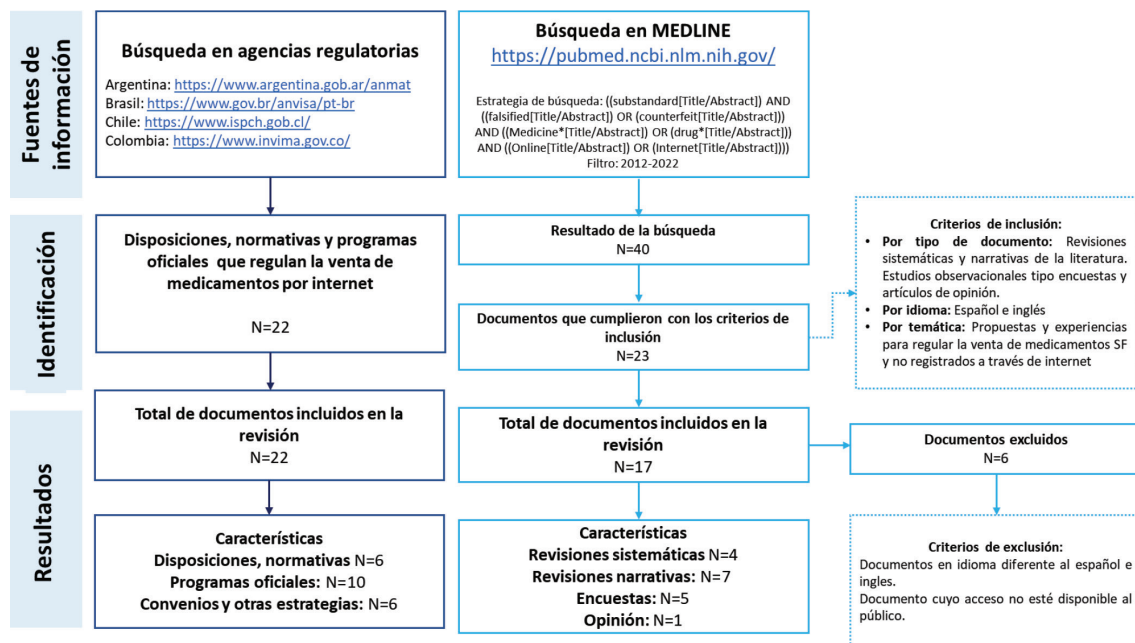 Fuentes de
información
Búsqueda en agencias regulatorias
Argentina: https://www.argentina.gob.ar/anmat
Brasil: https://www.gov.br/anvisa/pt-br
Chile: https://www.ispch.gob.cl/
Colombia: https://www.invima.gov.co/
Búsqueda en MEDLINE
https://pubmed.ncbi.nlm.nih.gov/
Estrategia de búsqueda: ((substandard[Title/Abstract]) AND
((falsified[Title/Abstract]) OR (counterfeit[Title/Abstract]))
AND ((Medicine*[Title/Abstract]) OR (drug*[Title/Abstract]))
AND ((Online[Title/Abstract]) OR (Internet[Title/Abstract])))
Filtro: 2012-2022
Identificación
Disposiciones, normativas y programas
oficiales que regulan la venta de
medicamentos por internet
N=22
Resultado de la búsqueda
N=40
Documentos que cumplieron con los criterios de
inclusión
N=23
Criterios de inclusión:
• Por tipo de documento: Revisiones
sistemáticas y narrativas de la literatura.
Estudios observacionales tipo encuestas y
artículos de opinión.
• Por idioma: Español e inglés
• Por temática: Propuestas y experiencias
para regular la venta de medicamentos SF
y no registrados a través de internet
Resultados
Total de documentos incluidos en la
revisión
N=22
Total de documentos incluidos en la
revisión
N=17
Documentos excluidos
N=6
Características
Disposiciones, normativas N=6
Programas oficiales: N=10
Convenios y otras estrategias: N=6
Características
Revisiones sistemáticas N=4
Revisiones narrativas: N=7
Encuestas: N=5
Opinión: N=1
Criterios de exclusión:
Documentos en idioma diferente al español e
ingles.
Documento cuyo acceso no esté disponible al
público.